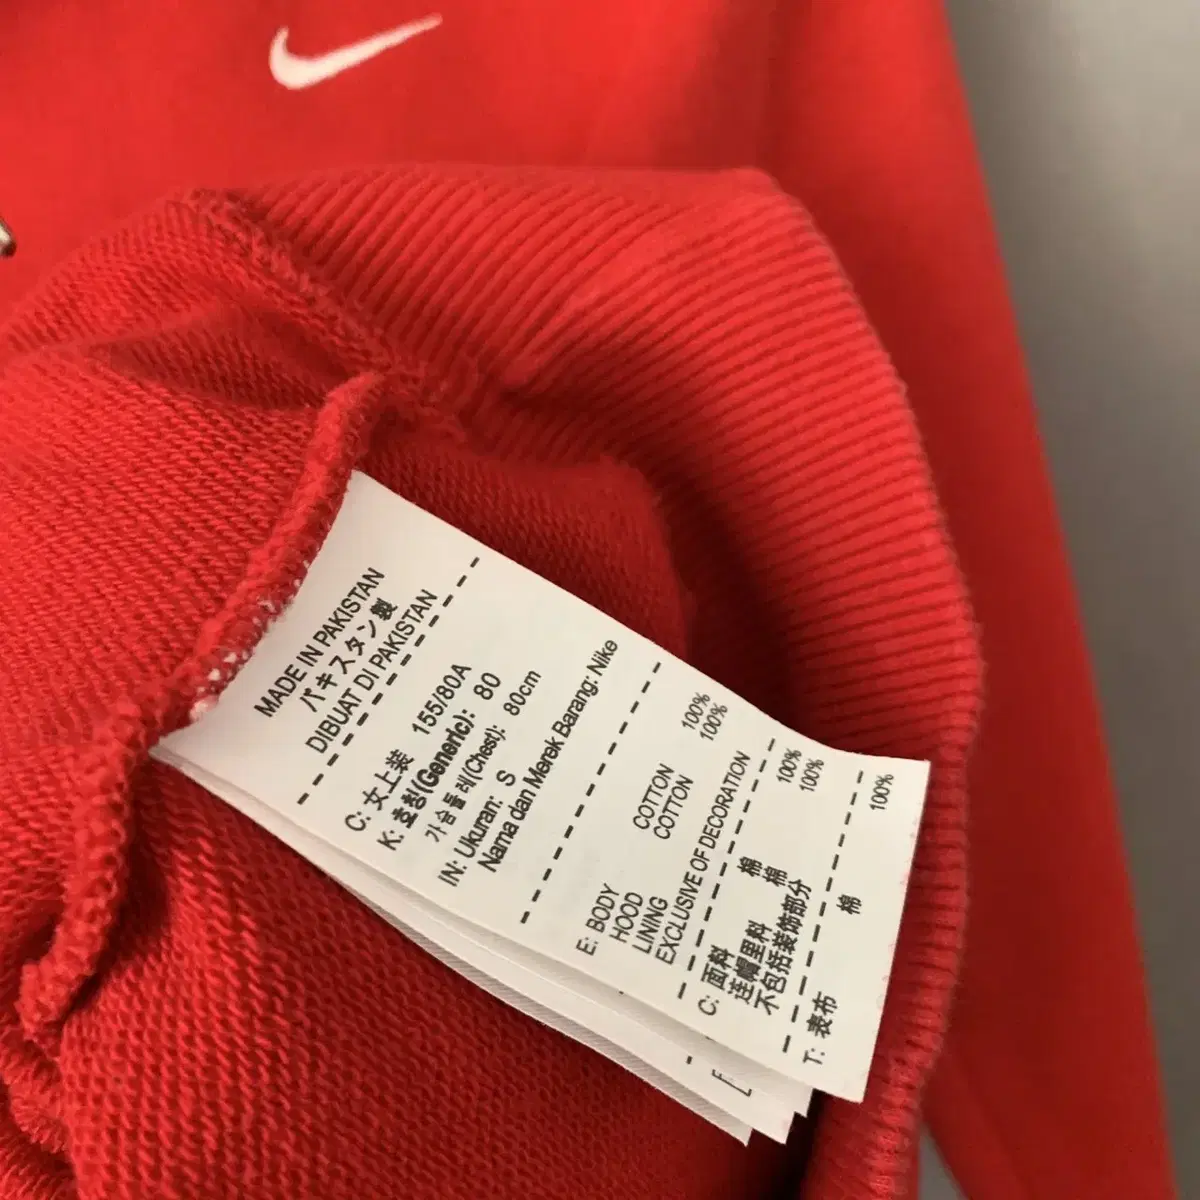 MADE IN PAKISTAN
パキスタン製
DIBUAT DI PAKISTAN
C: 女上装 155/80A
K: 호칭(Generic): 80
가슴둘레(Chest): 80cm
IN: Ukuran: S
Nama dan Merek Barang: Nike
E: BODY COTTON 100%
HOOD COTTON 100%
LINING
EXCLUSIVE OF DECORATION
C: 面料 棉 100%
连帽里料 棉 100%
不包括装饰部分
T: 表布 棉 100%